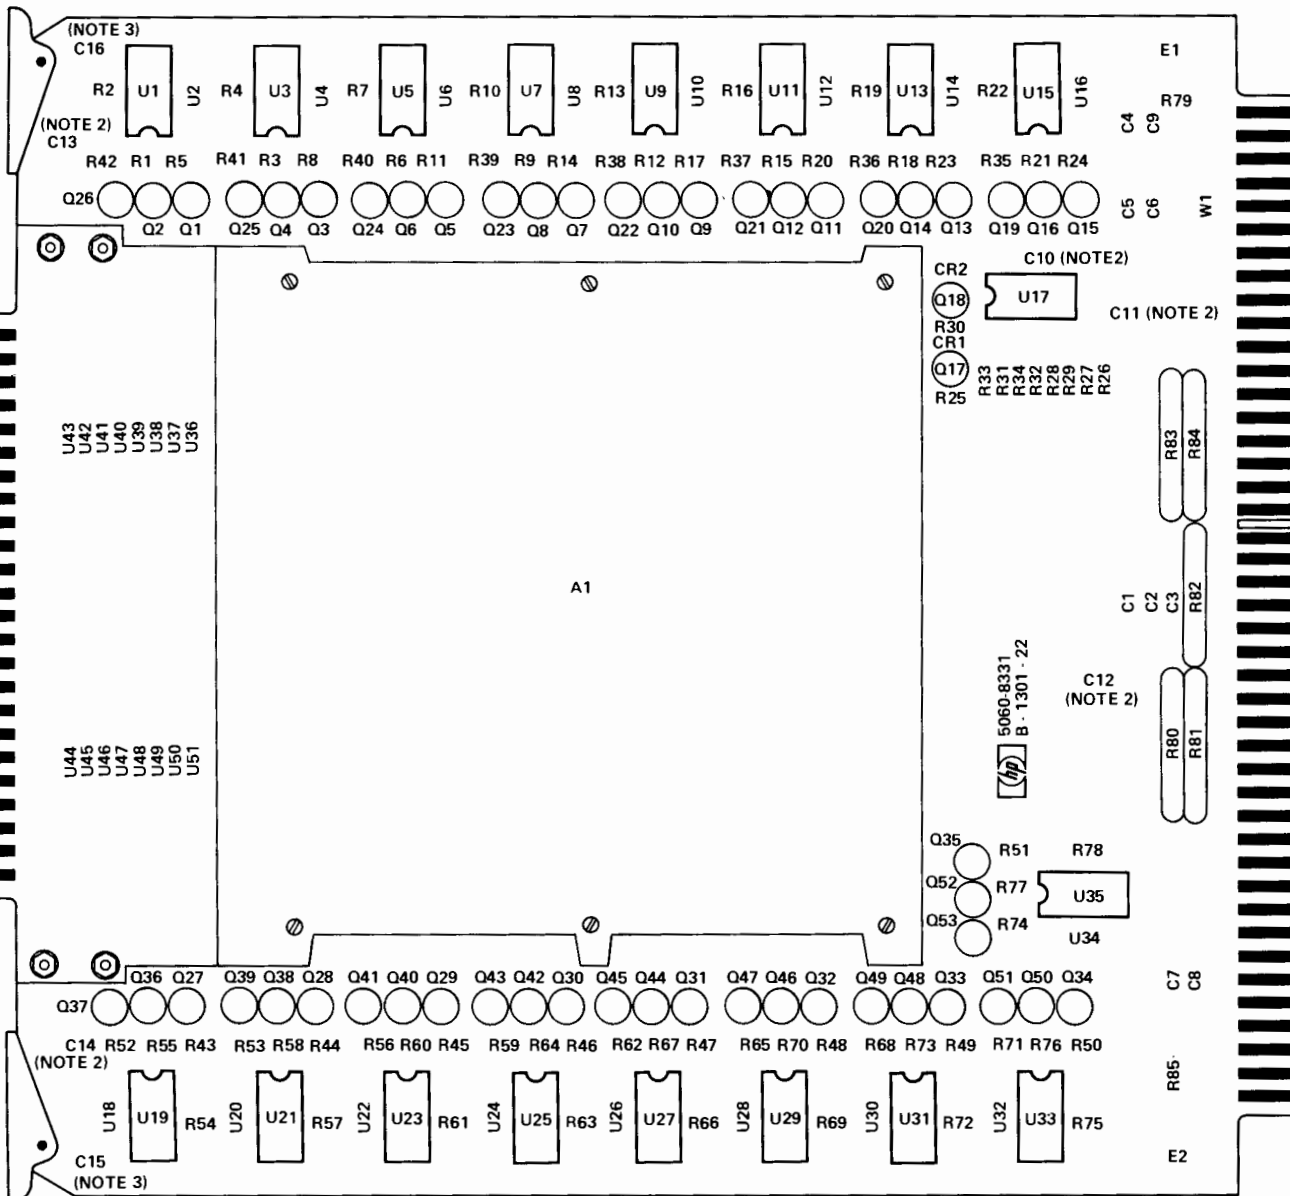 (NOTE 3)
C16
E1
R2 U1 U2 R4 U3 U4 R7 U5 U6 R10 U7 U8 R13 U9 U10 R16 U11 U12 R19 U13 U14 R22 U15 U16
R79
C4 C9
(NOTE 2)
C13
R42 R1 R5 R41 R3 R8 R40 R6 R11 R39 R9 R14 R38 R12 R17 R37 R15 R20 R36 R18 R23 R35 R21 R24
Q26
C5 C6 W1
Q2 Q1 Q25 Q4 Q3 Q24 Q6 Q5 Q23 Q8 Q7 Q22 Q10 Q9 Q21 Q12 Q11 Q20 Q14 Q13 Q19 Q16 Q15
C10 (NOTE2)
CR2
Q18 U17
C11 (NOTE 2)
R30
CR1
Q17
R25
R33 R31 R34 R32 R28 R29 R27 R26
U43 U42 U41 U40 U39 U38 U37 U36
R83 R84
A1
C1 C2 C3 R82
5060-8331
B - 1301 - 22
hp
C12
(NOTE 2)
R80 R81
U44 U45 U46 U47 U48 U49 U50 U51
Q35 R51 R78
Q52 R77 U35
Q53 R74
U34
C7 C8
Q36 Q27 Q39 Q38 Q28 Q41 Q40 Q29 Q43 Q42 Q30 Q45 Q44 Q31 Q47 Q46 Q32 Q49 Q48 Q33 Q51 Q50 Q34
Q37
C14 R52 R55 R43 R53 R58 R44 R56 R60 R45 R59 R64 R46 R62 R67 R47 R65 R70 R48 R68 R73 R49 R71 R76 R50
(NOTE 2)
R85
U18 U19 R54 U20 U21 R57 U22 U23 R61 U24 U25 R63 U26 U27 R66 U28 U29 R69 U30 U31 R72 U32 U33 R75
C15
(NOTE 3)
E2